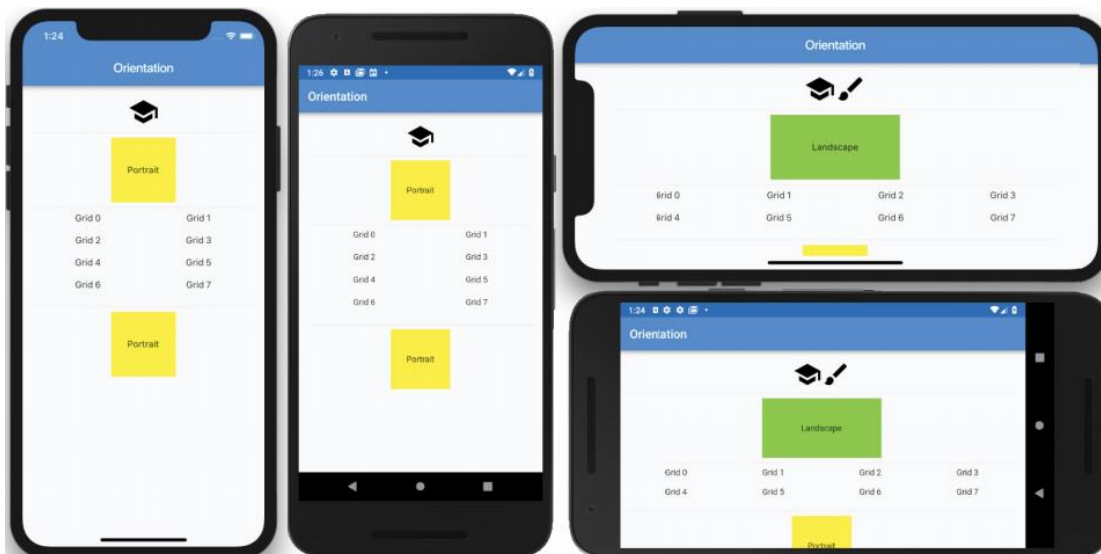 1:24
Orientation
Portrait
Grid 0 Grid 1
Grid 2 Grid 3
Grid 4 Grid 5
Grid 6 Grid 7
Portrait
1:26
Orientation
Portrait
Grid 0 Grid 1
Grid 2 Grid 3
Grid 4 Grid 5
Grid 6 Grid 7
Portrait
Orientation
Landscape
Grid 0 Grid 1 Grid 2 Grid 3
Grid 4 Grid 5 Grid 6 Grid 7
1:24
Orientation
Landscape
Grid 0 Grid 1 Grid 2 Grid 3
Grid 4 Grid 5 Grid 6 Grid 7
Portrait